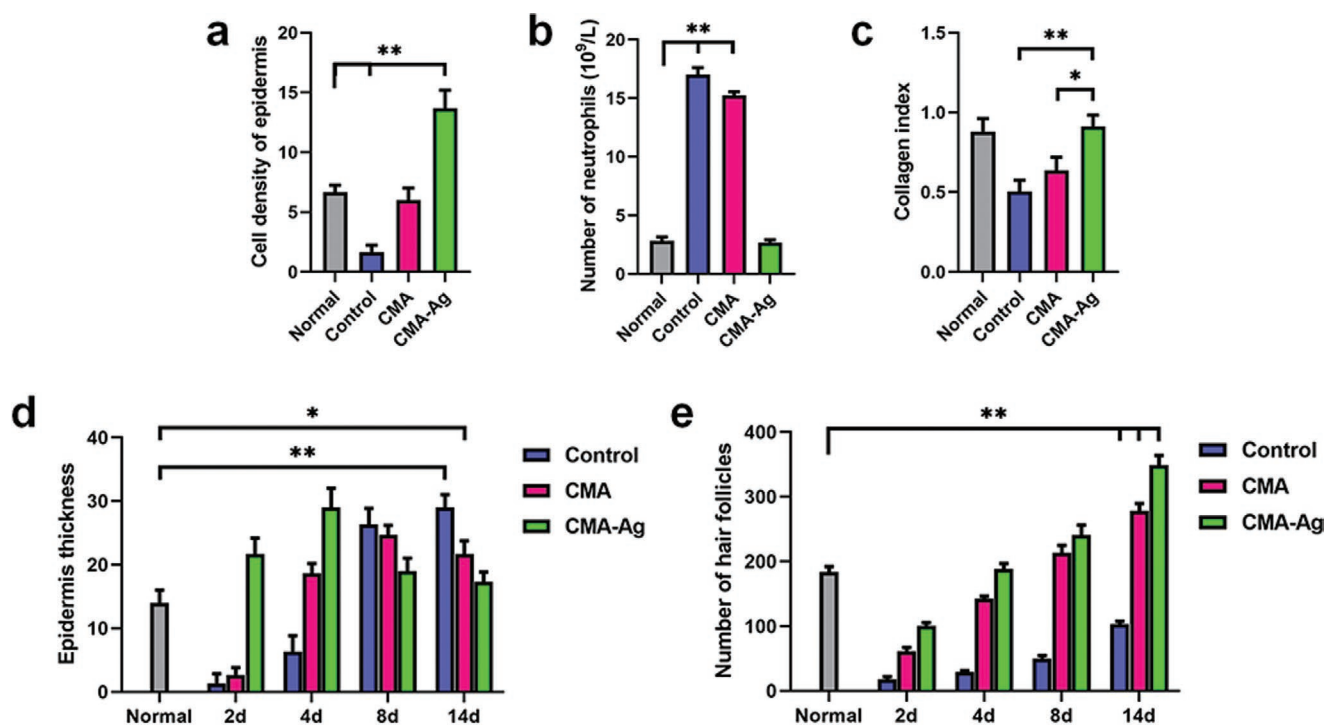 a
Cell density of epidermis
20
15
10
5
0
**
Normal
Control
CMA
CMA-Ag
b
Number of neutrophils (10⁹/L)
20
15
10
5
0
**
Normal
Control
CMA
CMA-Ag
c
Collagen index
1.5
1.0
0.5
0.0
**
*
Normal
Control
CMA
CMA-Ag
d
Epidermis thickness
40
30
20
10
0
*
**
Normal 2d 4d 8d 14d
Control
CMA
CMA-Ag
e
Number of hair follicles
400
300
200
100
0
**
Normal 2d 4d 8d 14d
Control
CMA
CMA-Ag